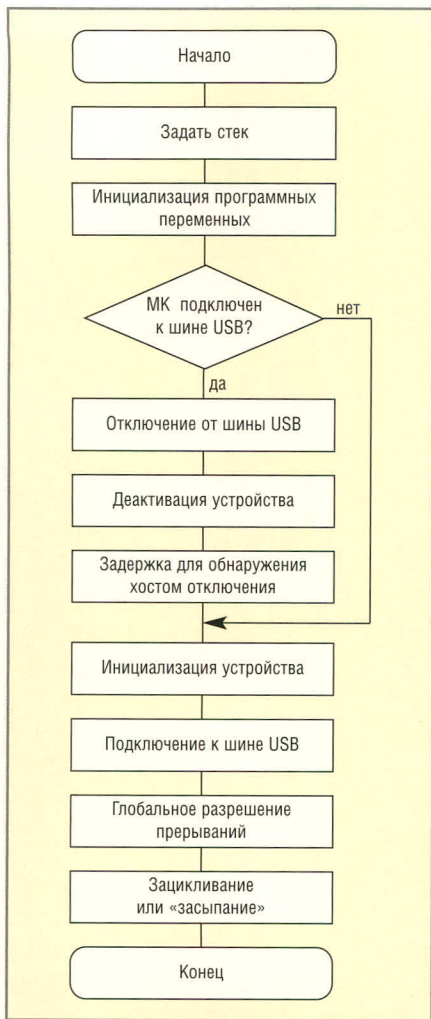 Начало
Задать стек
Инициализация программных
переменных
МК подключен
к шине USB?
нет
да
Отключение от шины USB
Деактивация устройства
Задержка для обнаружения
хостом отключения
Инициализация устройства
Подключение к шине USB
Глобальное разрешение
прерываний
Зацикливание
или «засыпание»
Конец